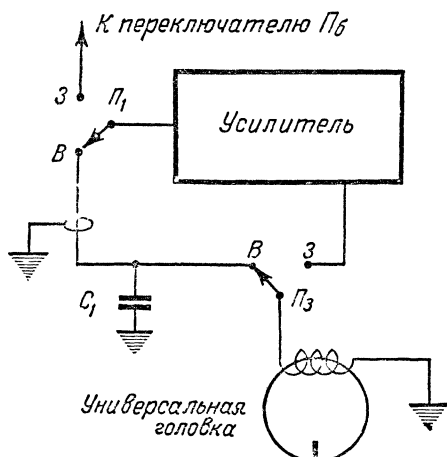 К переключателю П6
З
П1
В
Усилитель
В
З
С1
П3
Универсальная
головка